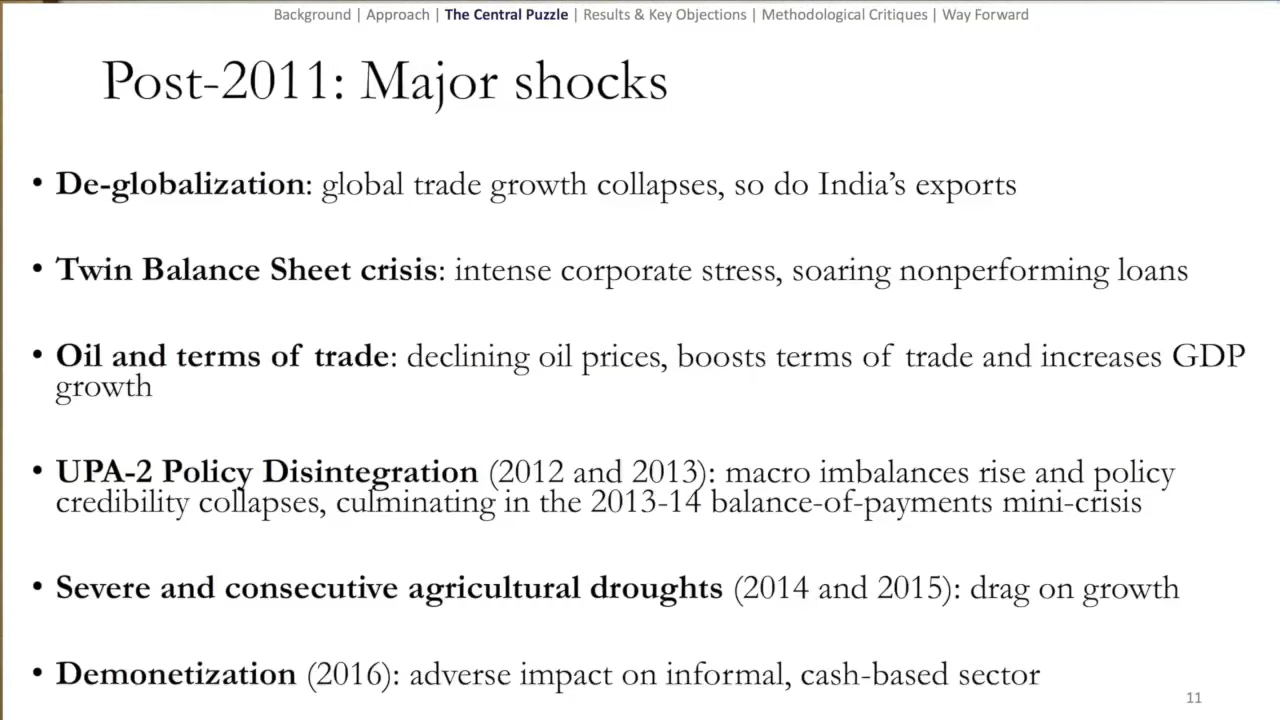 Background | Approach | The Central Puzzle | Results & Key Objections | Methodological Critiques | Way Forward
Post-2011: Major shocks
• De-globalization: global trade growth collapses, so do India’s exports
• Twin Balance Sheet crisis: intense corporate stress, soaring nonperforming loans
• Oil and terms of trade: declining oil prices, boosts terms of trade and increases GDP
growth
• UPA-2 Policy Disintegration (2012 and 2013): macro imbalances rise and policy
credibility collapses, culminating in the 2013-14 balance-of-payments mini-crisis
• Severe and consecutive agricultural droughts (2014 and 2015): drag on growth
• Demonetization (2016): adverse impact on informal, cash-based sector
11